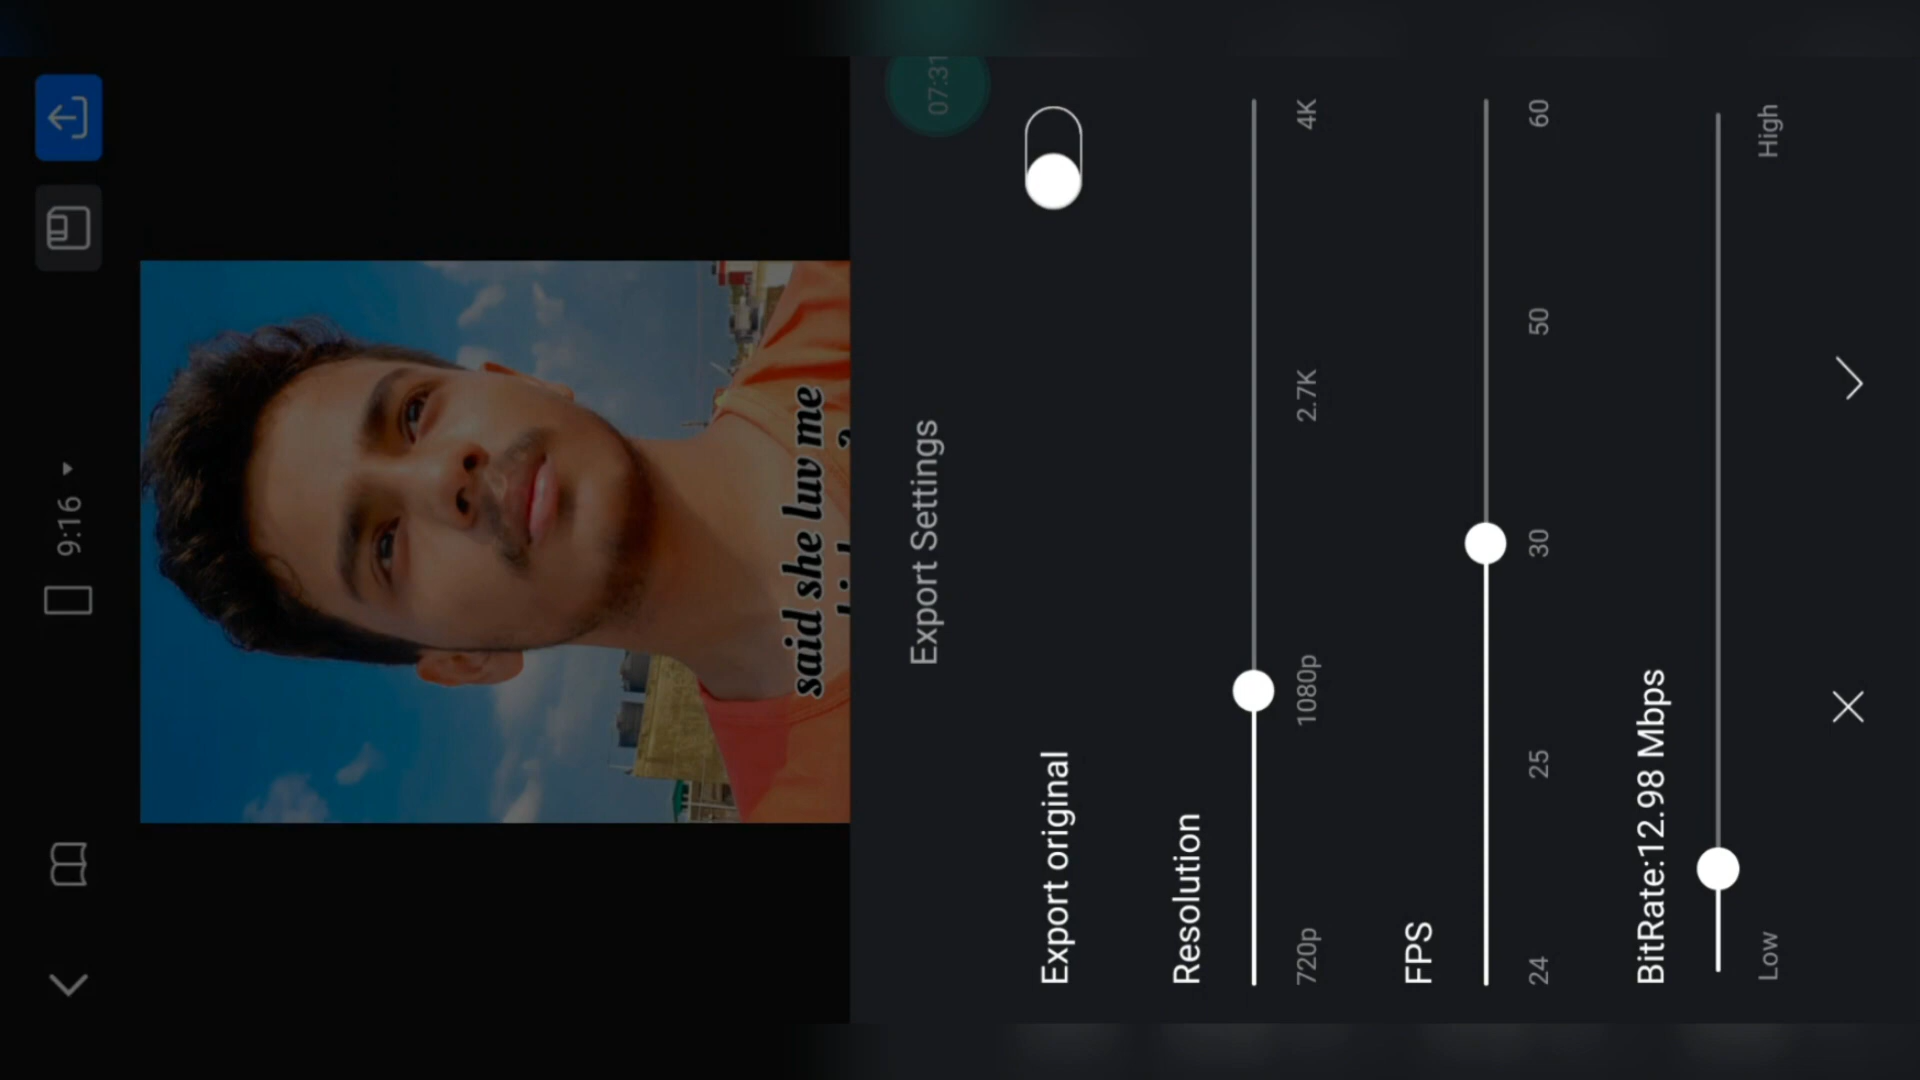 9:16
said she luv me
07:31
Export Settings
Export original
Resolution
720p 1080p 2.7K 4K
FPS
24 25 30 50 60
BitRate:12.98 Mbps
Low High